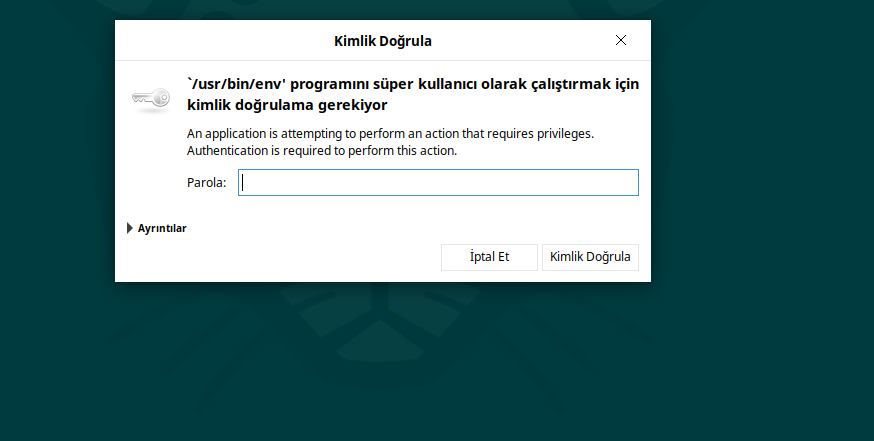 Kimlik Doğrula
`/usr/bin/env' programını süper kullanıcı olarak çalıştırmak için
kimlik doğrulama gerekiyor
An application is attempting to perform an action that requires privileges.
Authentication is required to perform this action.
Parola:
Ayrıntılar
İptal Et
Kimlik Doğrula